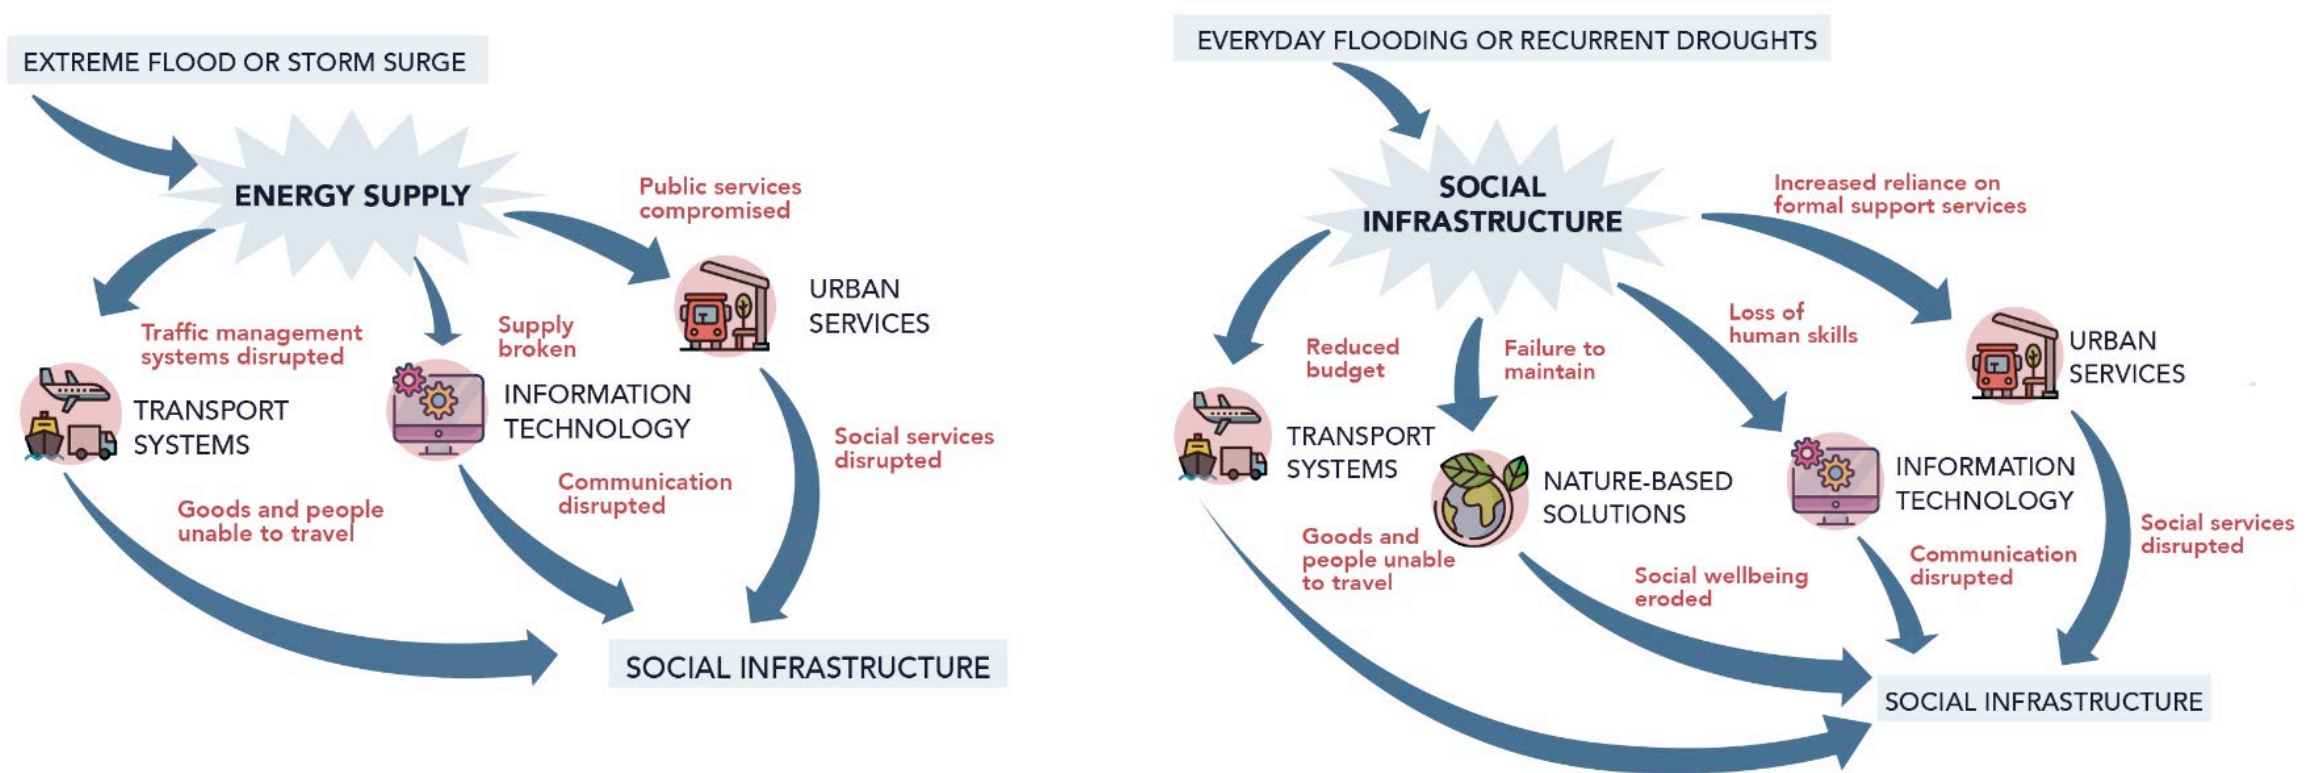 EXTREME FLOOD OR STORM SURGE
ENERGY SUPPLY
Public services
compromised
URBAN
SERVICES
Traffic management
systems disrupted
Supply
broken
TRANSPORT
SYSTEMS
INFORMATION
TECHNOLOGY
Social services
disrupted
Goods and people
unable to travel
Communication
disrupted
SOCIAL INFRASTRUCTURE
EVERYDAY FLOODING OR RECURRENT DROUGHTS
SOCIAL
INFRASTRUCTURE
Increased reliance on
formal support services
Loss of
human skills
Reduced
budget
Failure to
maintain
URBAN
SERVICES
TRANSPORT
SYSTEMS
NATURE-BASED
SOLUTIONS
INFORMATION
TECHNOLOGY
Goods and
people unable
to travel
Social wellbeing
eroded
Communication
disrupted
Social services
disrupted
SOCIAL INFRASTRUCTURE